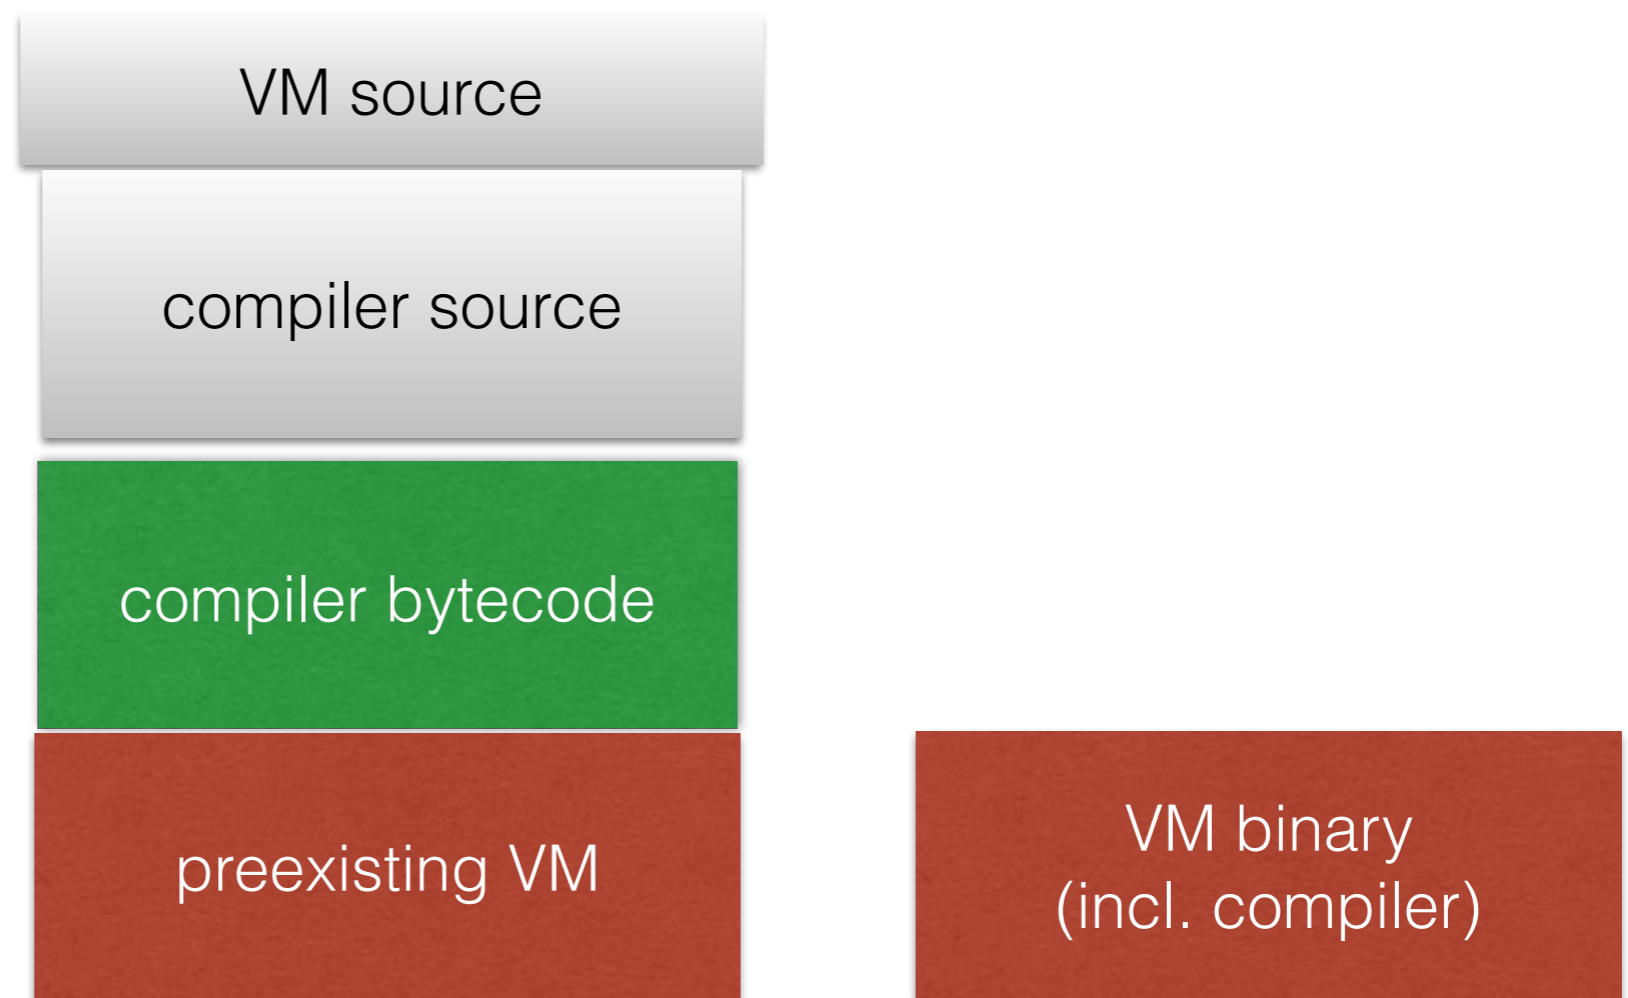 VM source
compiler source
compiler bytecode
preexisting VM
VM binary
(incl. compiler)